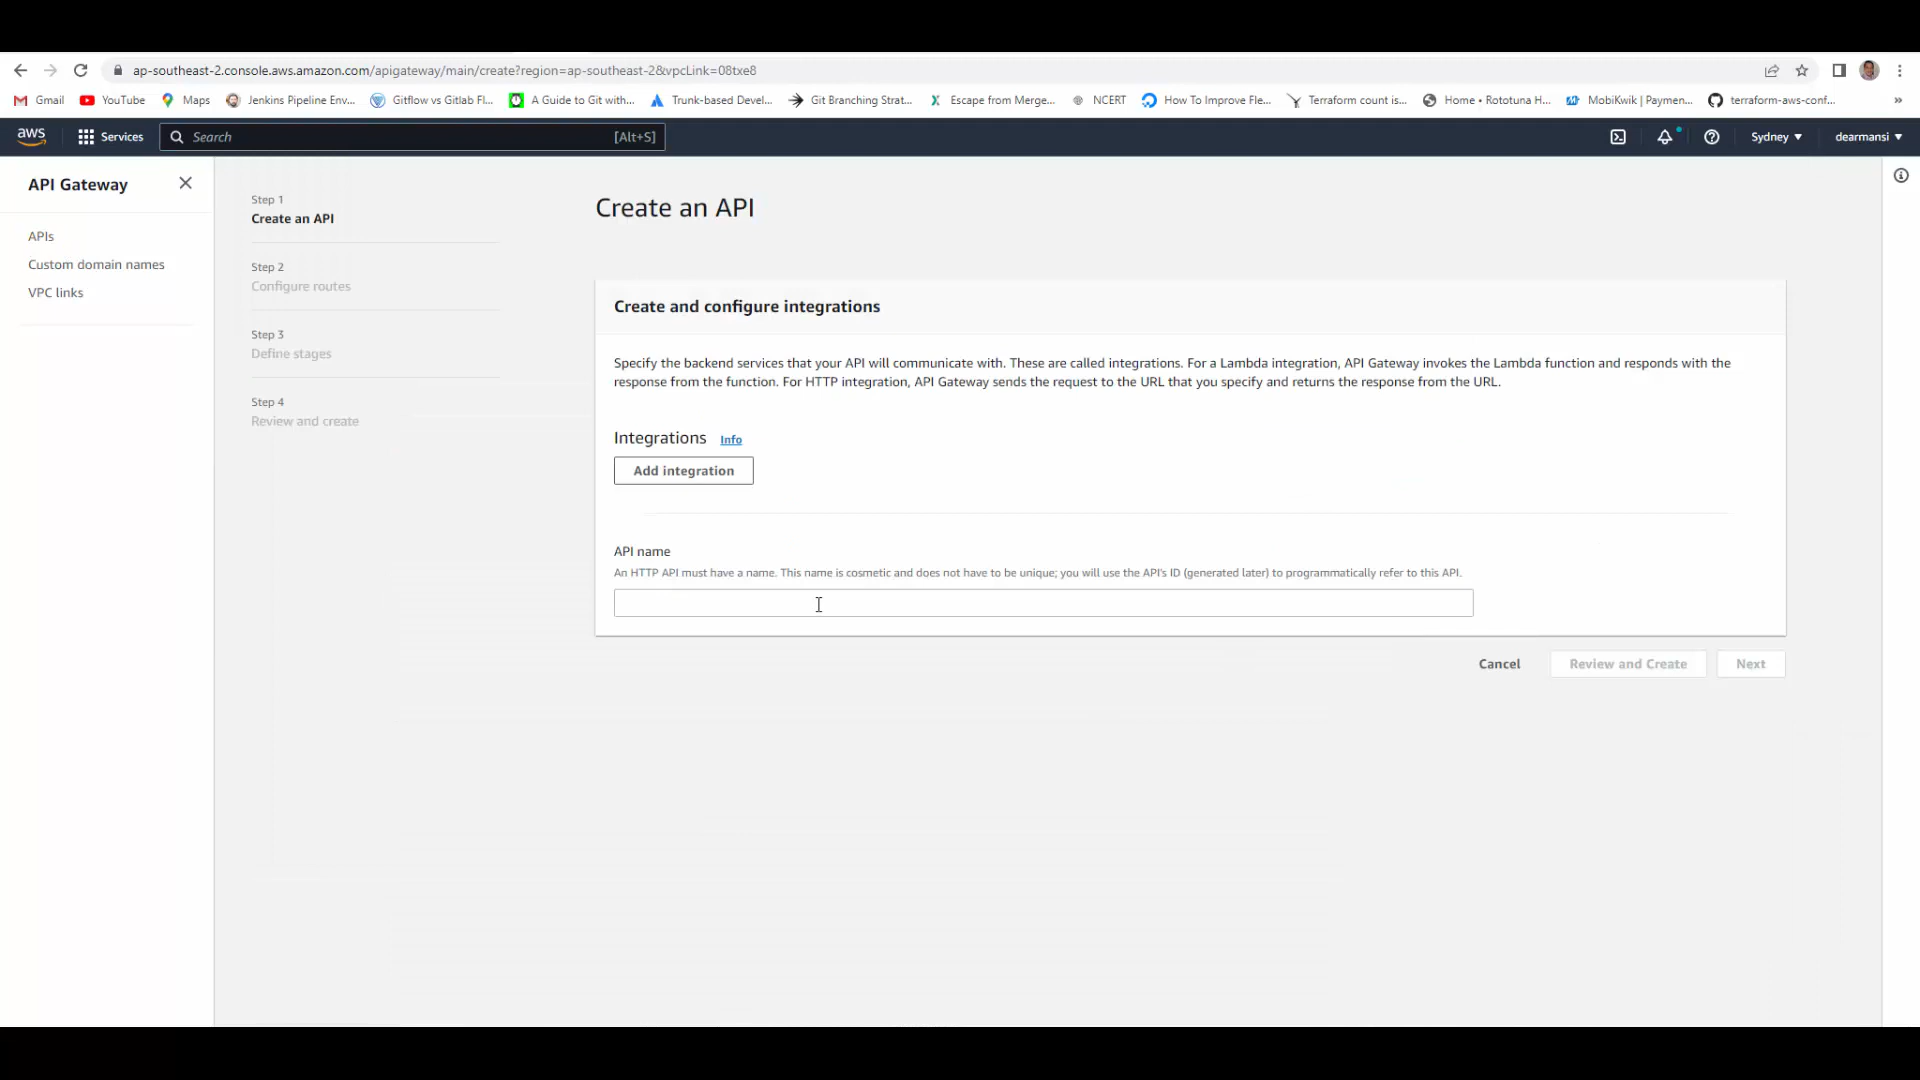 ap-southeast-2.console.aws.amazon.com/apigateway/main/create?region=ap-southeast-2&vpcLink=08txe8
Gmail YouTube Maps Jenkins Pipeline Env... Gitflow vs Gitlab Fl... A Guide to Git with... Trunk-based Devel... Git Branching Strat... Escape from Merge... NCERT How To Improve Fle... Terraform count is... Home • Rototuna H... MobiKwik | Paymen... terraform-aws-conf... »
aws Services Search [Alt+S] Sydney dearmansi
API Gateway
APIs
Custom domain names
VPC links
Step 1
Create an API
Step 2
Configure routes
Step 3
Define stages
Step 4
Review and create
Create an API
Create and configure integrations
Specify the backend services that your API will communicate with. These are called integrations. For a Lambda integration, API Gateway invokes the Lambda function and responds with the
response from the function. For HTTP integration, API Gateway sends the request to the URL that you specify and returns the response from the URL.
Integrations Info
Add integration
API name
An HTTP API must have a name. This name is cosmetic and does not have to be unique; you will use the API's ID (generated later) to programmatically refer to this API.
Cancel Review and Create Next